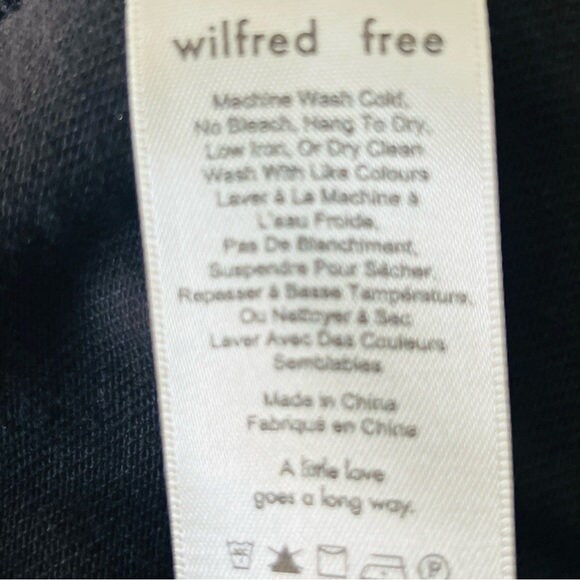 wilfred free
Machine Wash Cold,
No Bleach, Hang To Dry,
Low Iron, Or Dry Clean
Wash With Like Colours
Laver à La Machine à
L'eau Froide,
Pas De Blanchiment,
Suspendre Pour Sécher,
Repasser à Basse Température,
Ou Nettoyer à Sec
Laver Avec Des Couleurs
Semblables
Made in China
Fabriqué en China
A little love
goes a long way.
P